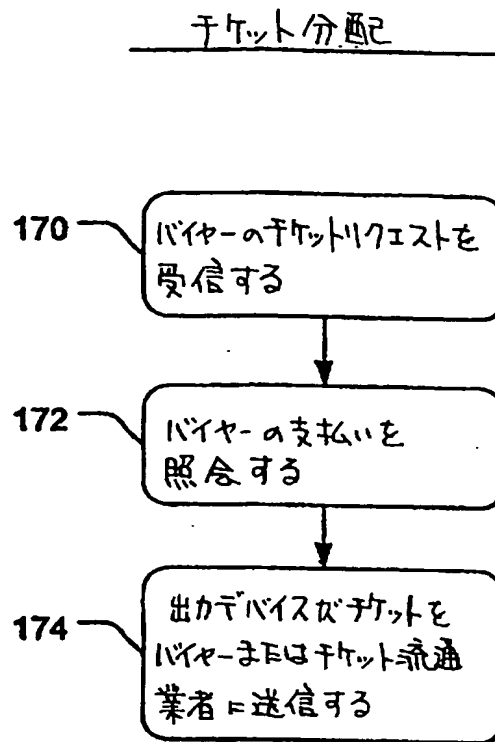 チケット分配
170
バイヤーのチケットリクエストを
受信する
172
バイヤーの支払いを
照合する
174
出力デバイスがチケットを
バイヤーまたはチケット流通
業者に送信する